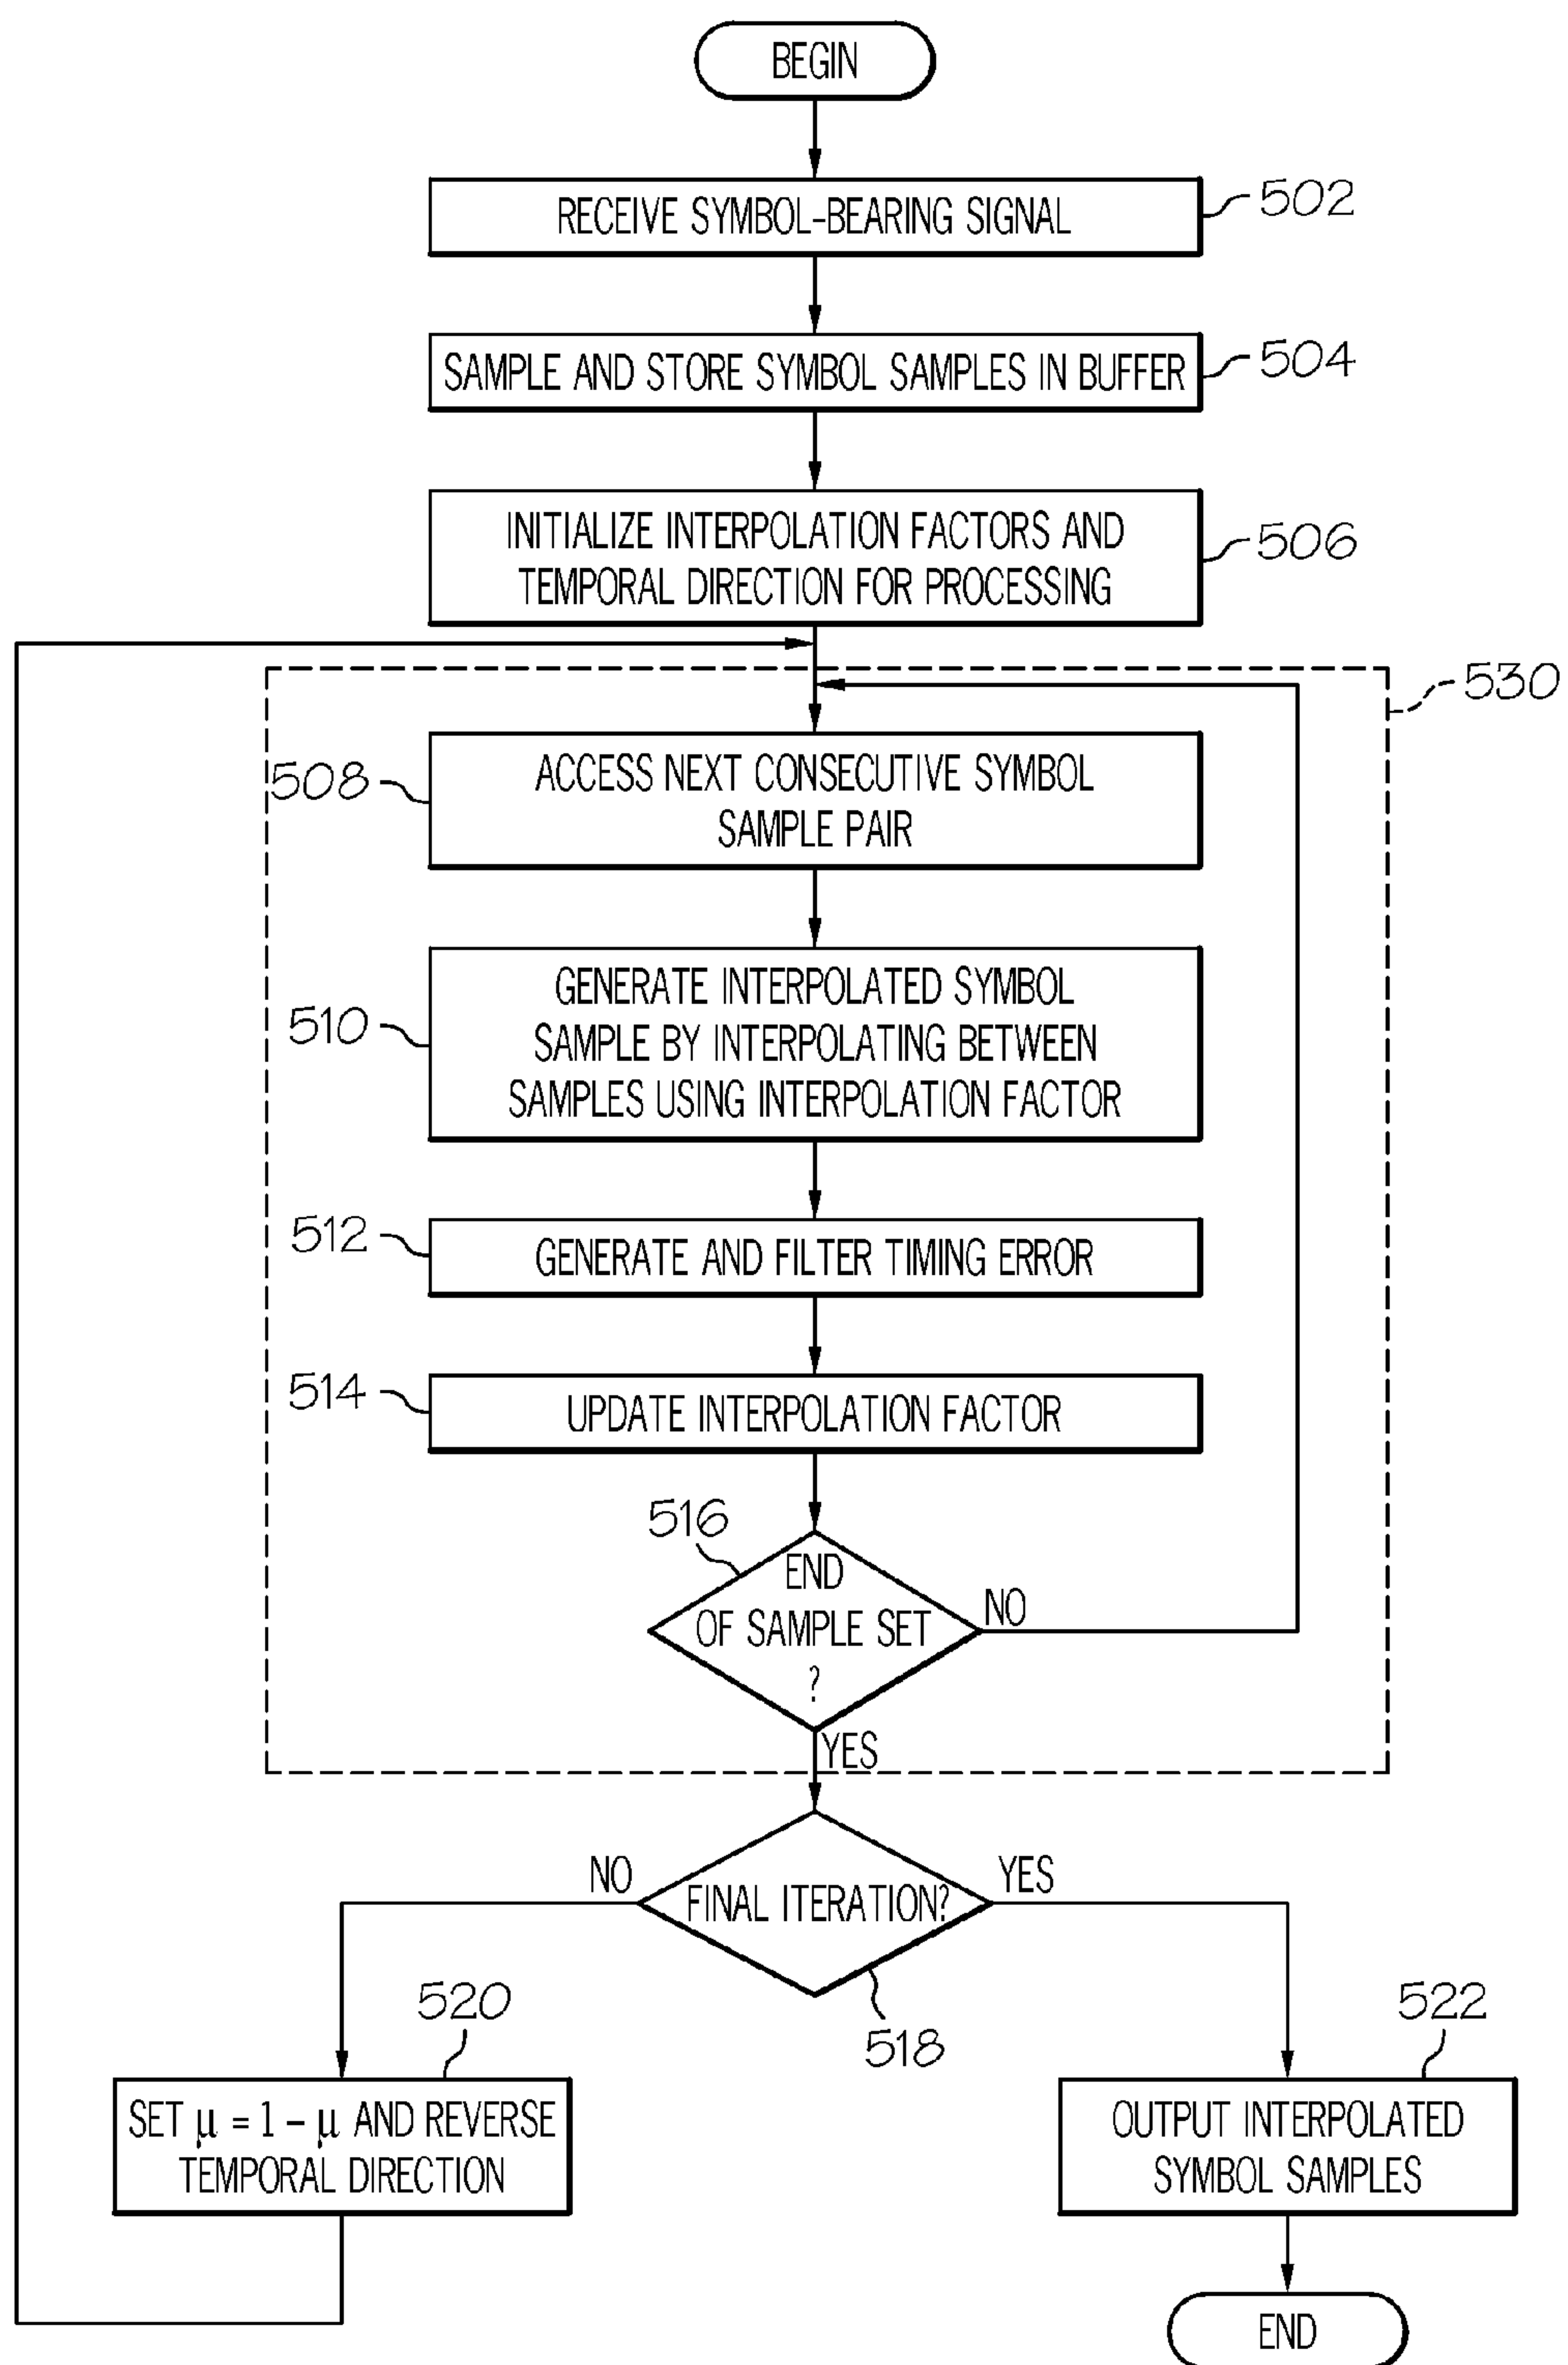 BEGIN
RECEIVE SYMBOL-BEARING SIGNAL
502
SAMPLE AND STORE SYMBOL SAMPLES IN BUFFER
504
INITIALIZE INTERPOLATION FACTORS AND
TEMPORAL DIRECTION FOR PROCESSING
506
530
508
ACCESS NEXT CONSECUTIVE SYMBOL
SAMPLE PAIR
510
GENERATE INTERPOLATED SYMBOL
SAMPLE BY INTERPOLATING BETWEEN
SAMPLES USING INTERPOLATION FACTOR
512
GENERATE AND FILTER TIMING ERROR
514
UPDATE INTERPOLATION FACTOR
516
END
OF SAMPLE SET
?
NO
YES
NO
FINAL ITERATION?
YES
518
520
SET μ = 1 – μ AND REVERSE
TEMPORAL DIRECTION
522
OUTPUT INTERPOLATED
SYMBOL SAMPLES
END